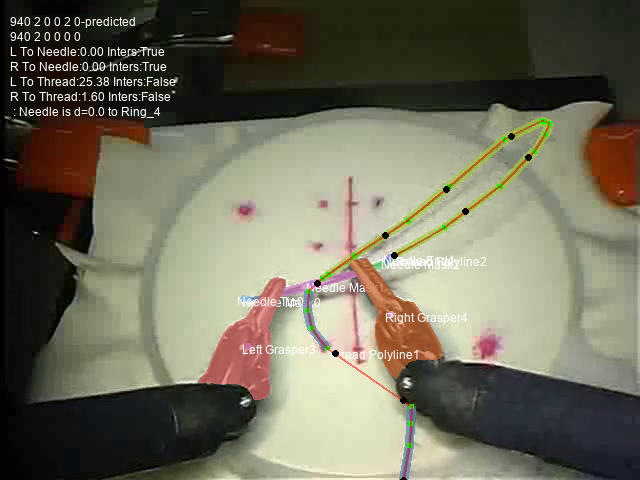 940 2 0 0 2 0-predicted
940 2 0 0 0 0
L To Needle:0.00 Inters:True
R To Needle:0.00 Inters:True
L To Thread:25.38 Inters:False
R To Thread:1.60 Inters:False
: Needle is d=0.0 to Ring_4
Right Grasper4
Left Grasper3